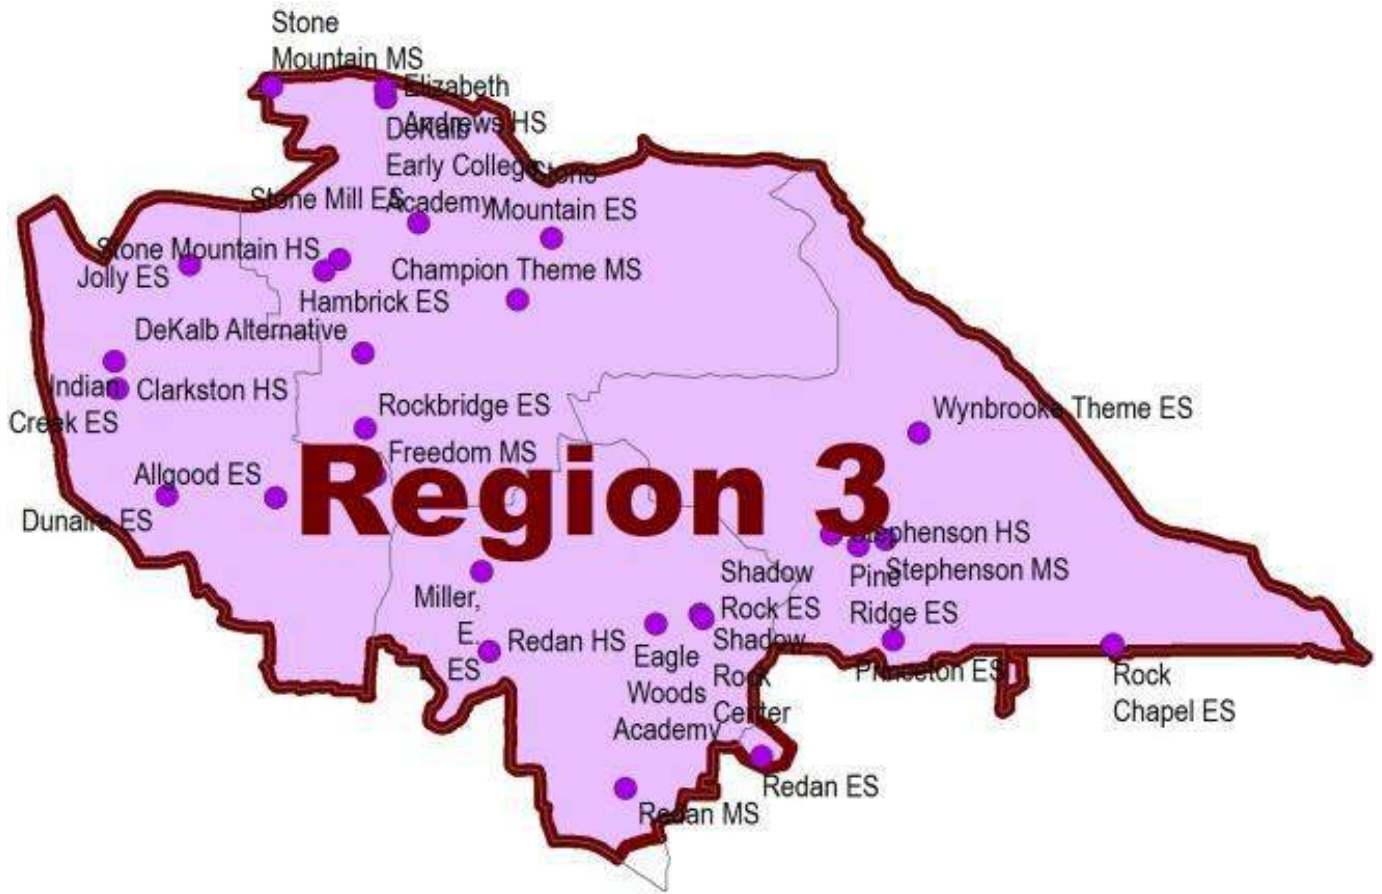 Stone
Mountain MS
Elizabeth
Andrews HS
DeKalb
Early College
Academy
Stone
Mountain ES
Stone Mill ES
Stone Mountain HS
Jolly ES
Champion Theme MS
Hambrick ES
DeKalb Alternative
Indian
Creek ES
Clarkston HS
Rockbridge ES
Wynbrooke Theme ES
Freedom MS
Allgood ES
Dunaire ES
Region 3
Stephenson HS
Stephenson MS
Pine
Ridge ES
Shadow
Rock ES
Shadow
Rock
Center
Miller,
E.
ES
Redan HS
Eagle
Woods
Academy
Princeton ES
Rock
Chapel ES
Redan ES
Redan MS